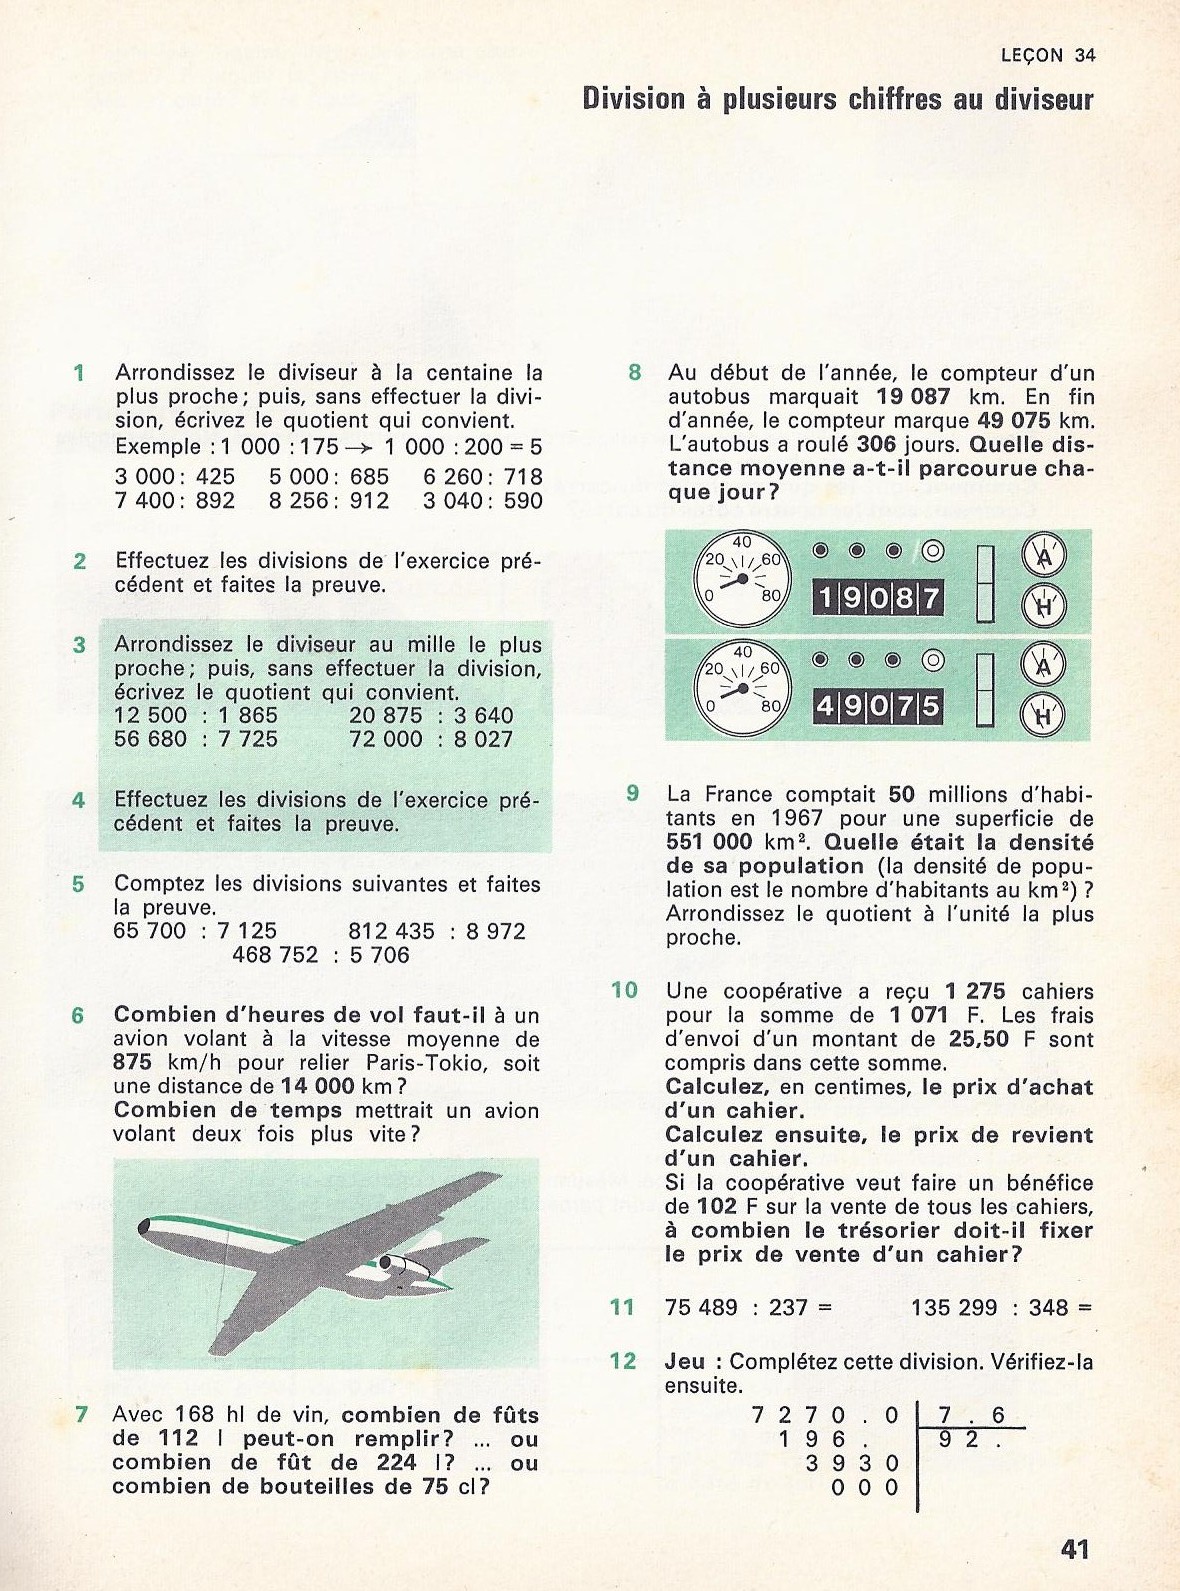 LEÇON 34
Division à plusieurs chiffres au diviseur
1 Arrondissez le diviseur à la centaine la
plus proche; puis, sans effectuer la divi-
sion, écrivez le quotient qui convient.
Exemple : 1 000 : 175 → 1 000 : 200 = 5
3 000 : 425 5 000 : 685 6 260 : 718
7 400 : 892 8 256 : 912 3 040 : 590
2 Effectuez les divisions de l'exercice pré-
cédent et faites la preuve.
3 Arrondissez le diviseur au mille le plus
proche; puis, sans effectuer la division,
écrivez le quotient qui convient.
12 500 : 1 865 20 875 : 3 640
56 680 : 7 725 72 000 : 8 027
4 Effectuez les divisions de l'exercice pré-
cédent et faites la preuve.
5 Comptez les divisions suivantes et faites
la preuve.
65 700 : 7 125 812 435 : 8 972
468 752 : 5 706
6 Combien d'heures de vol faut-il à un
avion volant à la vitesse moyenne de
875 km/h pour relier Paris-Tokio, soit
une distance de 14 000 km ?
Combien de temps mettrait un avion
volant deux fois plus vite ?
7 Avec 168 hl de vin, combien de fûts
de 112 l peut-on remplir? ... ou
combien de fût de 224 l? ... ou
combien de bouteilles de 75 cl?
8 Au début de l'année, le compteur d'un
autobus marquait 19 087 km. En fin
d'année, le compteur marque 49 075 km.
L'autobus a roulé 306 jours. Quelle dis-
tance moyenne a-t-il parcourue cha-
que jour?
0 20 40 60 80
19087
A
H
0 20 40 60 80
49075
A
H
9 La France comptait 50 millions d'habi-
tants en 1967 pour une superficie de
551 000 km². Quelle était la densité
de sa population (la densité de popu-
lation est le nombre d'habitants au km²) ?
Arrondissez le quotient à l'unité la plus
proche.
10 Une coopérative a reçu 1 275 cahiers
pour la somme de 1 071 F. Les frais
d'envoi d'un montant de 25,50 F sont
compris dans cette somme.
Calculez, en centimes, le prix d'achat
d'un cahier.
Calculez ensuite, le prix de revient
d'un cahier.
Si la coopérative veut faire un bénéfice
de 102 F sur la vente de tous les cahiers,
à combien le trésorier doit-il fixer
le prix de vente d'un cahier?
11 75 489 : 237 = 135 299 : 348 =
12 Jeu : Complétez cette division. Vérifiez-la
ensuite.
7 2 7 0 . 0 7 . 6
1 9 6 . 9 2 .
3 9 3 0
0 0 0
41